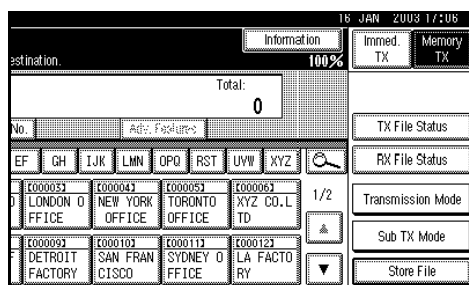 16 JAN 2003 17:06
Information
Immed. TX
Memory TX
estination.
100%
Total:
0
No.
Adv. Features
TX File Status
EF GH IJK LMN OPQ RST UVW XYZ
RX File Status
[00003] LONDON O FFICE
[00004] NEW YORK OFFICE
[00005] TORONTO OFFICE
[00006] XYZ CO.L TD
1/2
Transmission Mode
Sub TX Mode
[00009] DETROIT FACTORY
[00010] SAN FRAN CISCO
[00011] SYDNEY O FFICE
[00012] LA FACTO RY
Store File